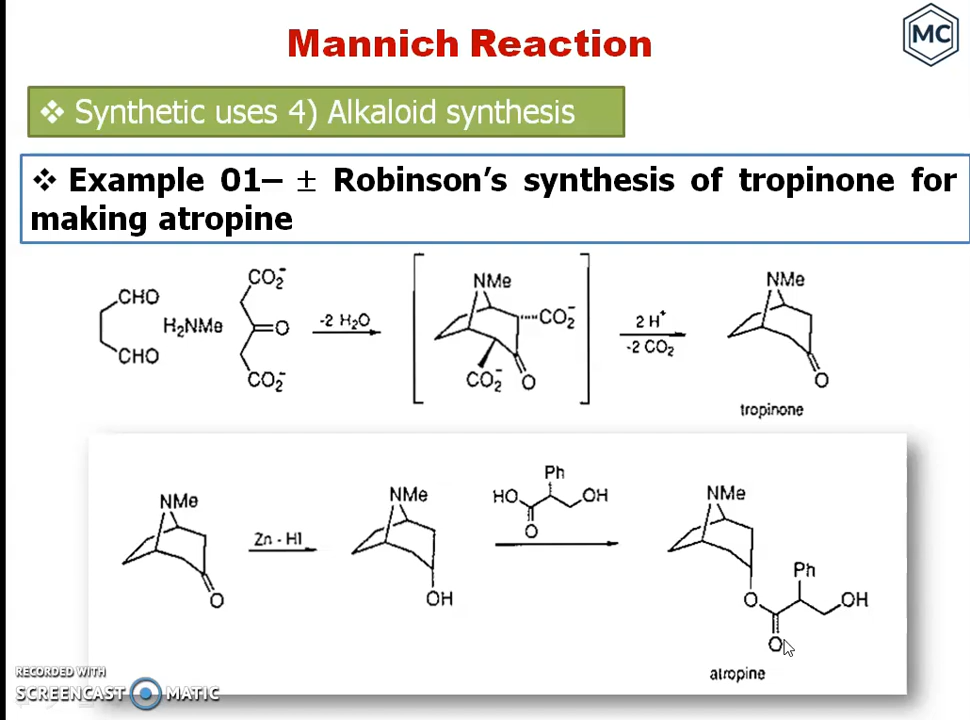 Mannich Reaction
MC
❖ Synthetic uses 4) Alkaloid synthesis
❖ Example 01– ± Robinson's synthesis of tropinone for
making atropine
CHO
CHO
H₂NMe
CO₂⁻
O
CO₂⁻
-2 H₂O
NMe
CO₂⁻
CO₂⁻
O
2 H⁺
-2 CO₂
NMe
O
tropinone
NMe
O
Zn - HI
NMe
OH
Ph
HO
OH
O
NMe
Ph
O
OH
O
atropine
RECORDED WITH
SCREENCAST MATIC